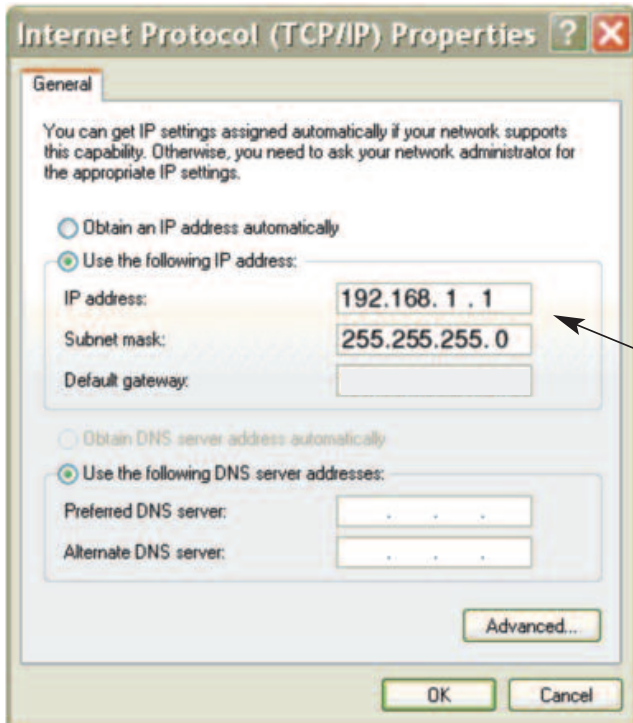 Internet Protocol (TCP/IP) Properties
General
You can get IP settings assigned automatically if your network supports
this capability. Otherwise, you need to ask your network administrator for
the appropriate IP settings.
Obtain an IP address automatically
Use the following IP address:
IP address: 192.168. 1 . 1
Subnet mask: 255.255.255. 0
Default gateway:
Obtain DNS server address automatically
Use the following DNS server addresses:
Preferred DNS server: . . .
Alternate DNS server: . . .
Advanced...
OK Cancel